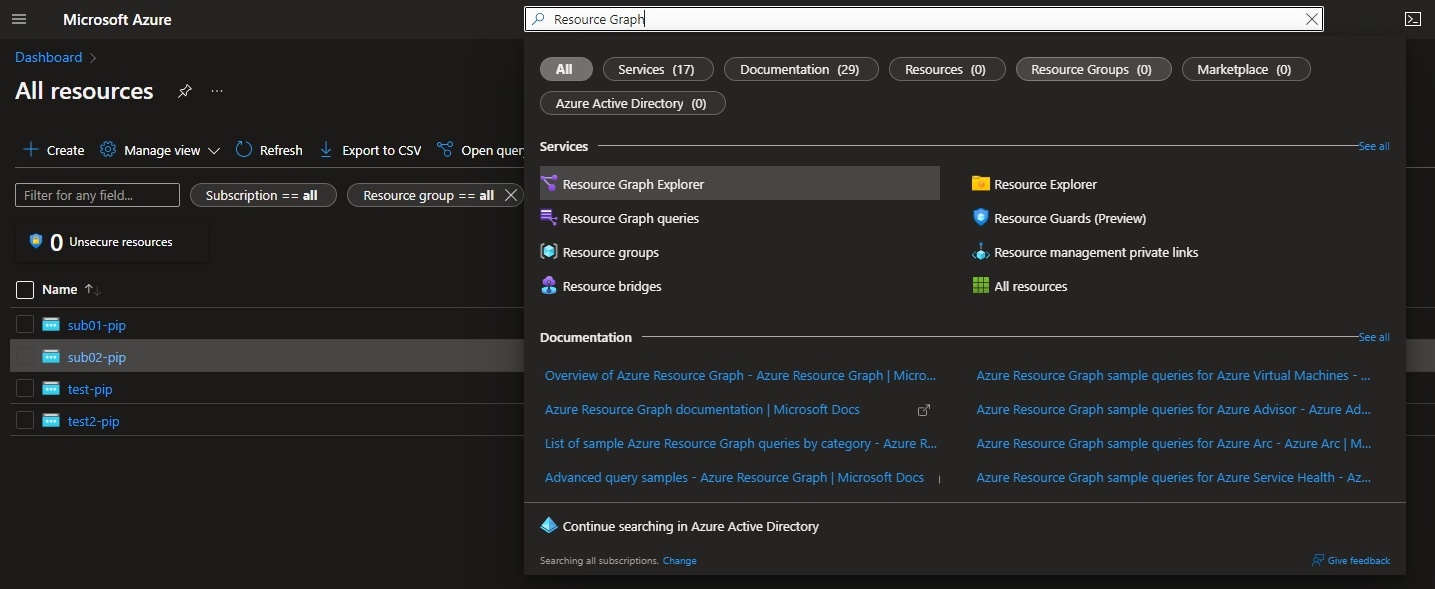 Microsoft Azure
Resource Graph
Dashboard
All resources
Create
Manage view
Refresh
Export to CSV
Open query
Filter for any field...
Subscription == all
Resource group == all
0 Unsecure resources
Name
sub01-pip
sub02-pip
test-pip
test2-pip
All
Services (17)
Documentation (29)
Resources (0)
Resource Groups (0)
Marketplace (0)
Azure Active Directory (0)
Services
See all
Resource Graph Explorer
Resource Graph queries
Resource groups
Resource bridges
Resource Explorer
Resource Guards (Preview)
Resource management private links
All resources
Documentation
See all
Overview of Azure Resource Graph - Azure Resource Graph | Micro...
Azure Resource Graph documentation | Microsoft Docs
List of sample Azure Resource Graph queries by category - Azure R...
Advanced query samples - Azure Resource Graph | Microsoft Docs
Azure Resource Graph sample queries for Azure Virtual Machines - ...
Azure Resource Graph sample queries for Azure Advisor - Azure Ad...
Azure Resource Graph sample queries for Azure Arc - Azure Arc | M...
Azure Resource Graph sample queries for Azure Service Health - Az...
Continue searching in Azure Active Directory
Searching all subscriptions. Change
Give feedback